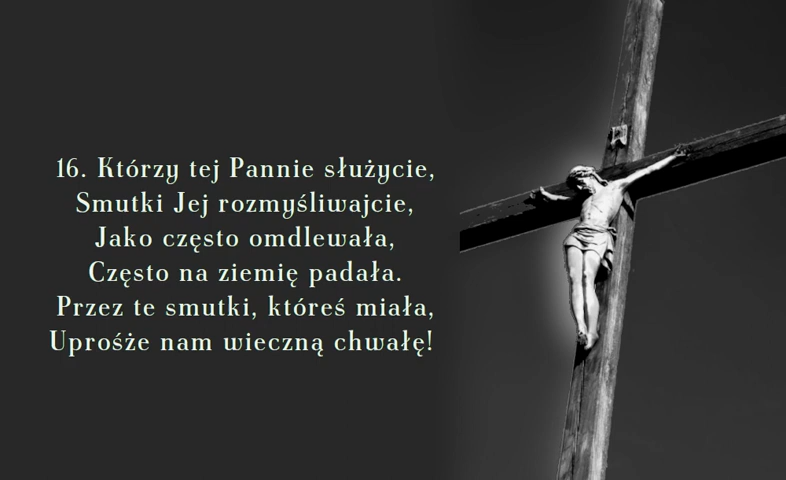 16. Którzy tej Pannie służycie,
Smutki Jej rozmyśliwajcie,
Jako często omdlewała,
Często na ziemię padała.
Przez te smutki, któreś miała,
Uprośże nam wieczną chwałę!